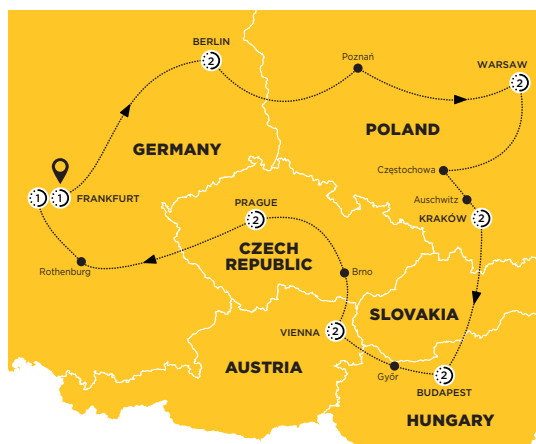 BERLIN
2
Poznań
WARSAW
2
POLAND
GERMANY
Częstochowa
Auschwitz
KRAKÓW
2
1
1
FRANKFURT
PRAGUE
2
CZECH
REPUBLIC
Rothenburg
Brno
SLOVAKIA
VIENNA
2
AUSTRIA
Győr
2
BUDAPEST
HUNGARY